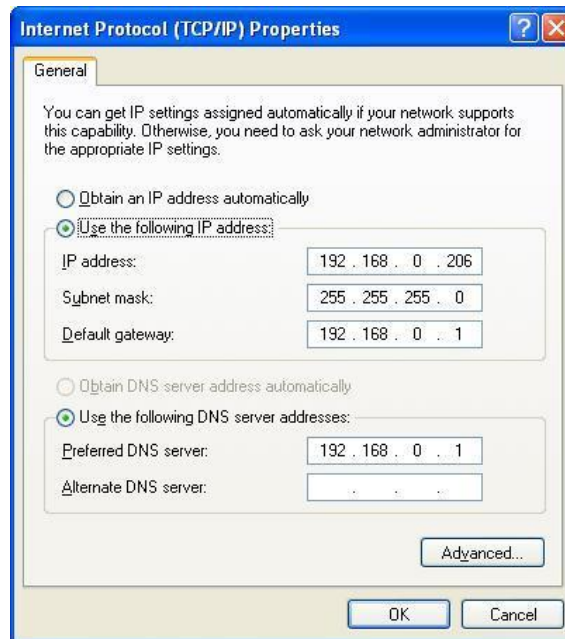 Internet Protocol (TCP/IP) Properties
General
You can get IP settings assigned automatically if your network supports
this capability. Otherwise, you need to ask your network administrator for
the appropriate IP settings.
Obtain an IP address automatically
Use the following IP address:
IP address: 192 . 168 . 0 . 206
Subnet mask: 255 . 255 . 255 . 0
Default gateway: 192 . 168 . 0 . 1
Obtain DNS server address automatically
Use the following DNS server addresses:
Preferred DNS server: 192 . 168 . 0 . 1
Alternate DNS server: . . .
Advanced...
OK Cancel